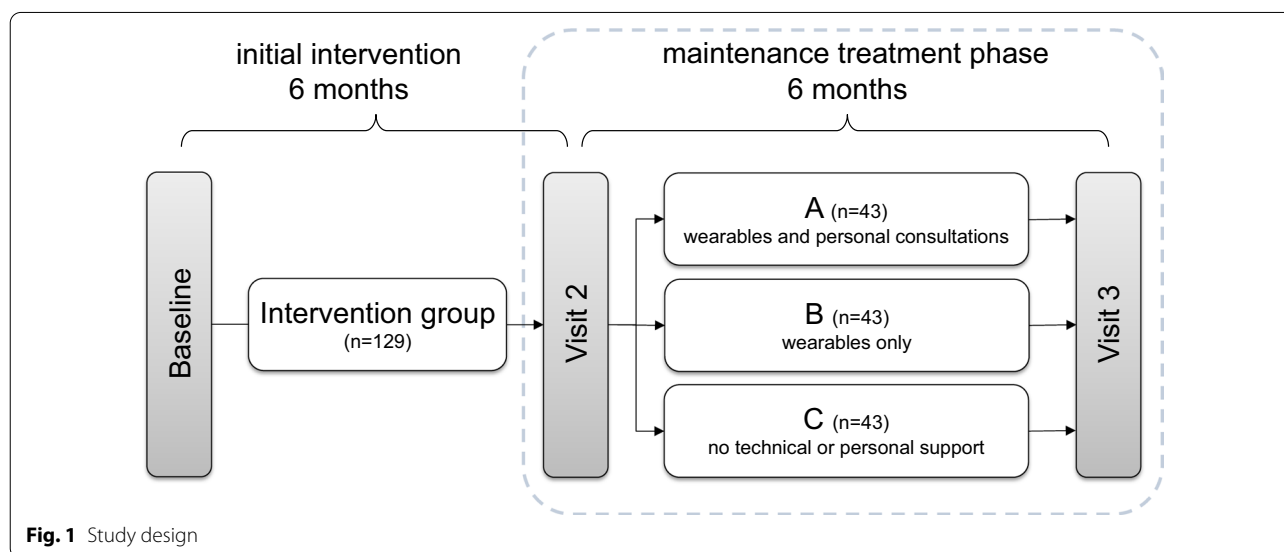 initial intervention
6 months
maintenance treatment phase
6 months
Baseline
Intervention group
(n=129)
Visit 2
A (n=43)
wearables and personal consultations
B (n=43)
wearables only
C (n=43)
no technical or personal support
Visit 3
Fig. 1 Study design